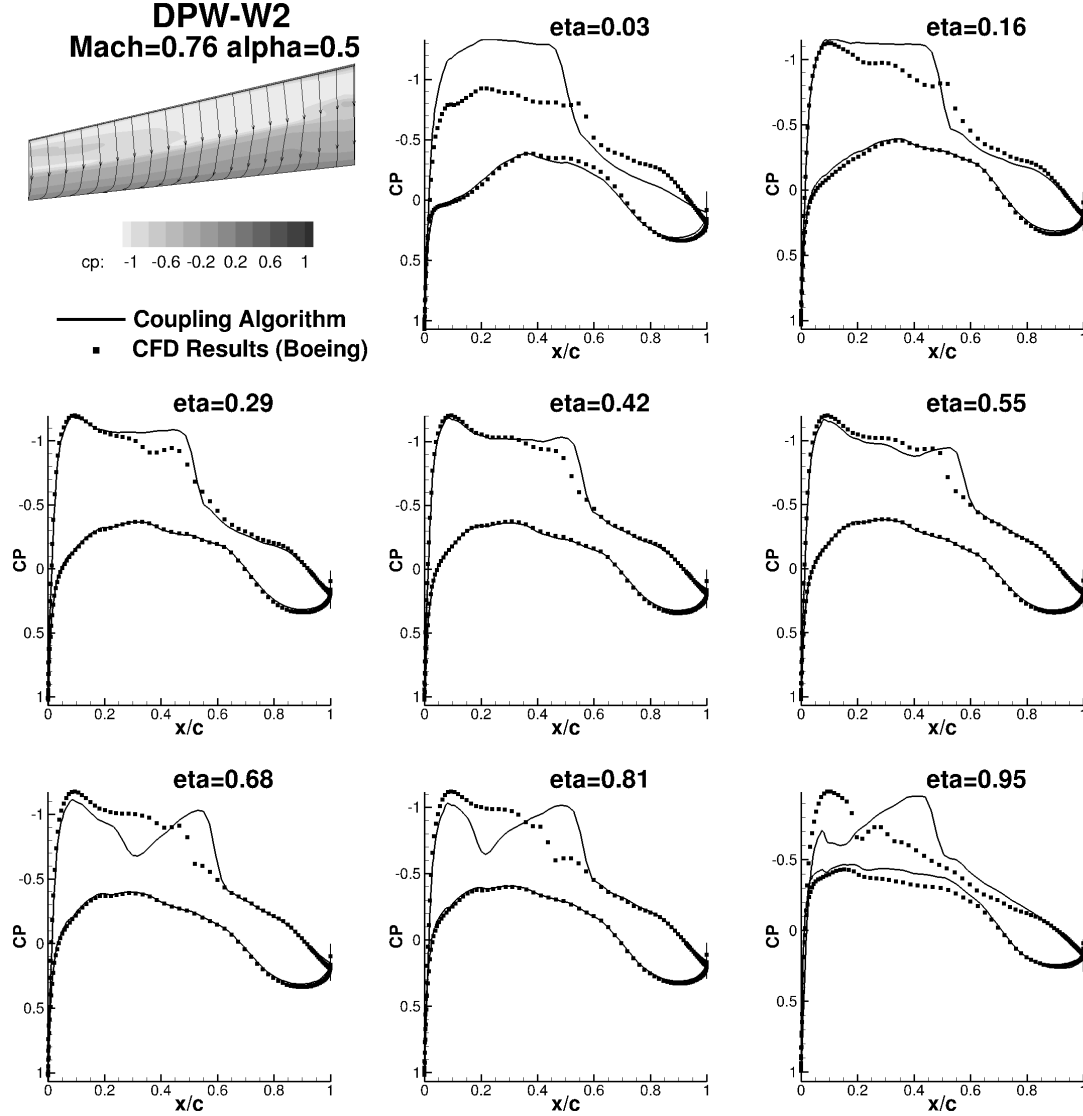 DPW-W2
Mach=0.76 alpha=0.5
cp: -1 -0.6 -0.2 0.2 0.6 1
Coupling Algorithm
CFD Results (Boeing)
eta=0.03
CP
-1
-0.5
0
0.5
1
0 0.2 0.4 0.6 0.8 1
x/c
eta=0.16
CP
-1
-0.5
0
0.5
1
0 0.2 0.4 0.6 0.8 1
x/c
eta=0.29
CP
-1
-0.5
0
0.5
1
0 0.2 0.4 0.6 0.8 1
x/c
eta=0.42
CP
-1
-0.5
0
0.5
1
0 0.2 0.4 0.6 0.8 1
x/c
eta=0.55
CP
-1
-0.5
0
0.5
1
0 0.2 0.4 0.6 0.8 1
x/c
eta=0.68
CP
-1
-0.5
0
0.5
1
0 0.2 0.4 0.6 0.8 1
x/c
eta=0.81
CP
-1
-0.5
0
0.5
1
0 0.2 0.4 0.6 0.8 1
x/c
eta=0.95
CP
-0.5
0
0.5
1
0 0.2 0.4 0.6 0.8 1
x/c